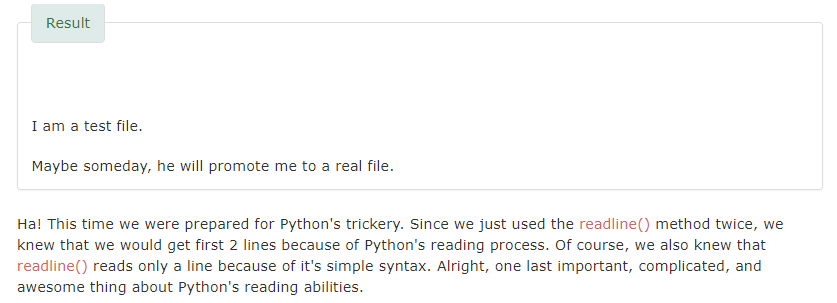 Result
I am a test file.
Maybe someday, he will promote me to a real file.
Ha! This time we were prepared for Python's trickery. Since we just used the readline() method twice, we
knew that we would get first 2 lines because of Python's reading process. Of course, we also knew that
readline() reads only a line because of it's simple syntax. Alright, one last important, complicated, and
awesome thing about Python's reading abilities.